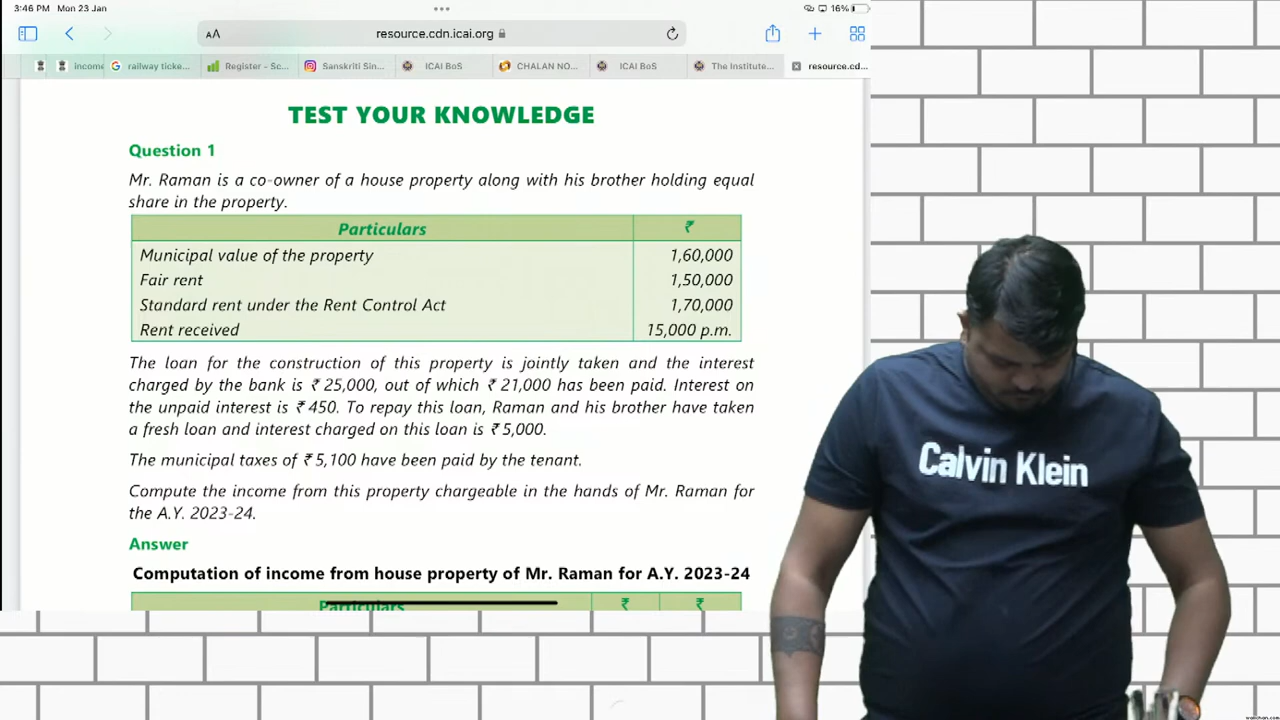 3:46 PM Mon 23 Jan
16%
AA
resource.cdn.icai.org
income
railway ticke...
Register - Sc...
Sanskriti Sin...
ICAI BoS
CHALAN NO...
ICAI BoS
The Institute...
resource.cd...
TEST YOUR KNOWLEDGE
Question 1
Mr. Raman is a co-owner of a house property along with his brother holding equal
share in the property.
Particulars ₹
Municipal value of the property 1,60,000
Fair rent 1,50,000
Standard rent under the Rent Control Act 1,70,000
Rent received 15,000 p.m.
The loan for the construction of this property is jointly taken and the interest
charged by the bank is ₹ 25,000, out of which ₹ 21,000 has been paid. Interest on
the unpaid interest is ₹ 450. To repay this loan, Raman and his brother have taken
a fresh loan and interest charged on this loan is ₹ 5,000.
The municipal taxes of ₹ 5,100 have been paid by the tenant.
Compute the income from this property chargeable in the hands of Mr. Raman for
the A.Y. 2023-24.
Answer
Computation of income from house property of Mr. Raman for A.Y. 2023-24
Particulars ₹ ₹
Calvin Klein